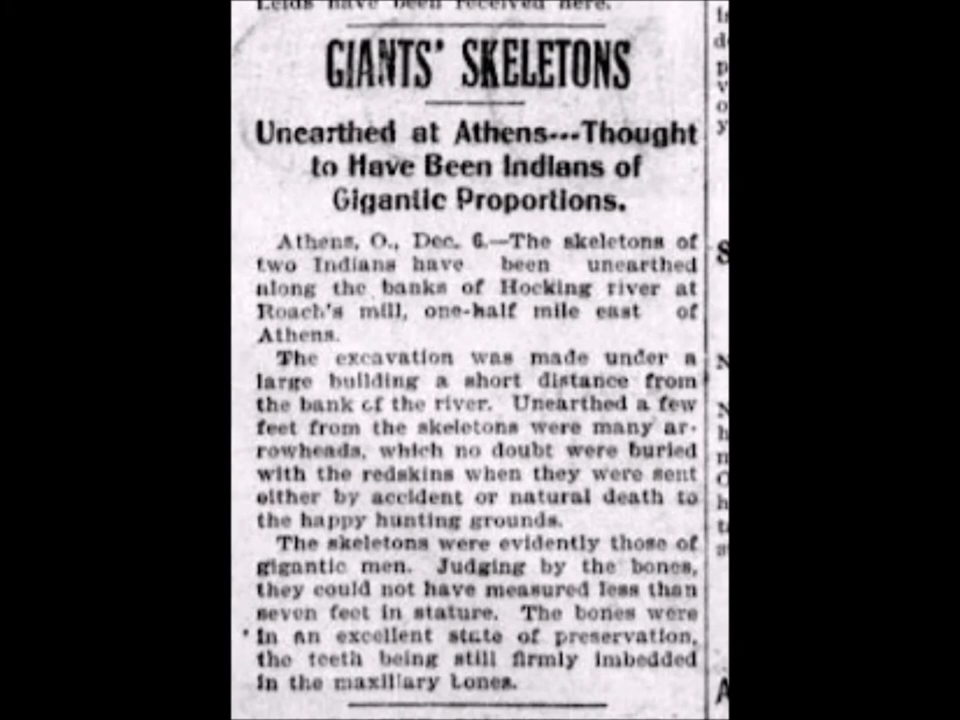 Leids have been received here.
GIANTS' SKELETONS
Unearthed at Athens---Thought
to Have Been Indians of
Gigantic Proportions.
Athens, O., Dec. 6.—The skeletons of
two Indians have been unearthed
along the banks of Hocking river at
Roach's mill, one-half mile east of
Athens.
The excavation was made under a
large building a short distance from
the bank of the river. Unearthed a few
feet from the skeletons were many ar-
rowheads, which no doubt were buried
with the redskins when they were sent
either by accident or natural death to
the happy hunting grounds.
The skeletons were evidently those of
gigantic men. Judging by the bones,
they could not have measured less than
seven feet in stature. The bones were
in an excellent state of preservation,
the teeth being still firmly imbedded
in the maxillary bones.